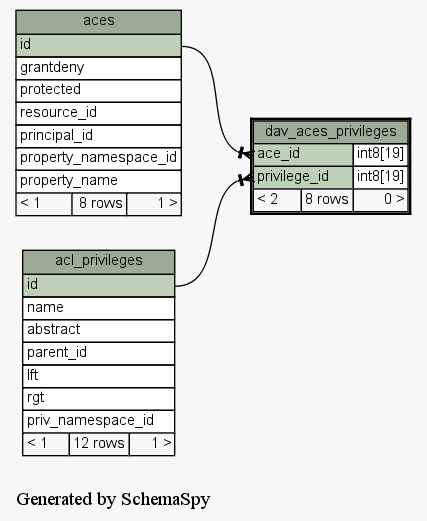 aces
id
grantdeny
protected
resource_id
principal_id
property_namespace_id
property_name
< 1 8 rows 1 >
dav_aces_privileges
ace_id int8[19]
privilege_id int8[19]
< 2 8 rows 0 >
acl_privileges
id
name
abstract
parent_id
lft
rgt
priv_namespace_id
< 1 12 rows 1 >
Generated by SchemaSpy